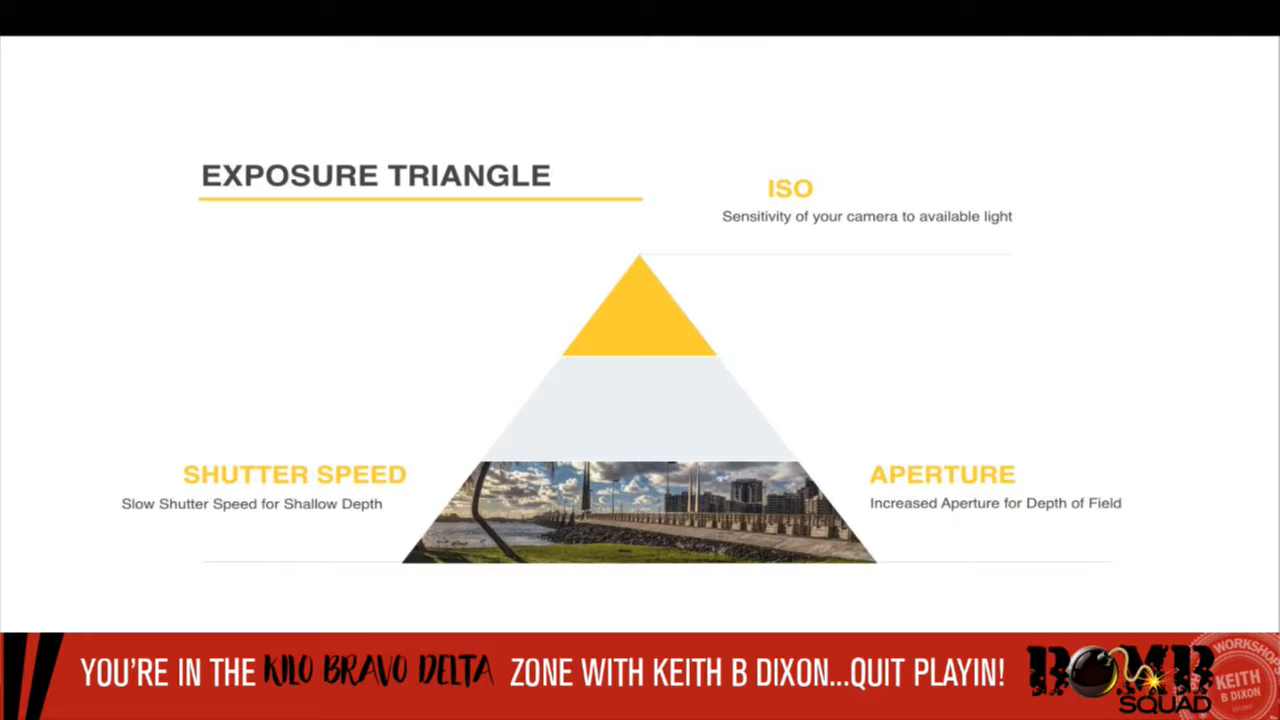 EXPOSURE TRIANGLE
ISO
Sensitivity of your camera to available light
SHUTTER SPEED
Slow Shutter Speed for Shallow Depth
APERTURE
Increased Aperture for Depth of Field
YOU'RE IN THE KILO BRAVO DELTA ZONE WITH KEITH B DIXON...QUIT PLAYIN!
BOMB
SQUAD
WORKSHOP
KEITH
B DIXON